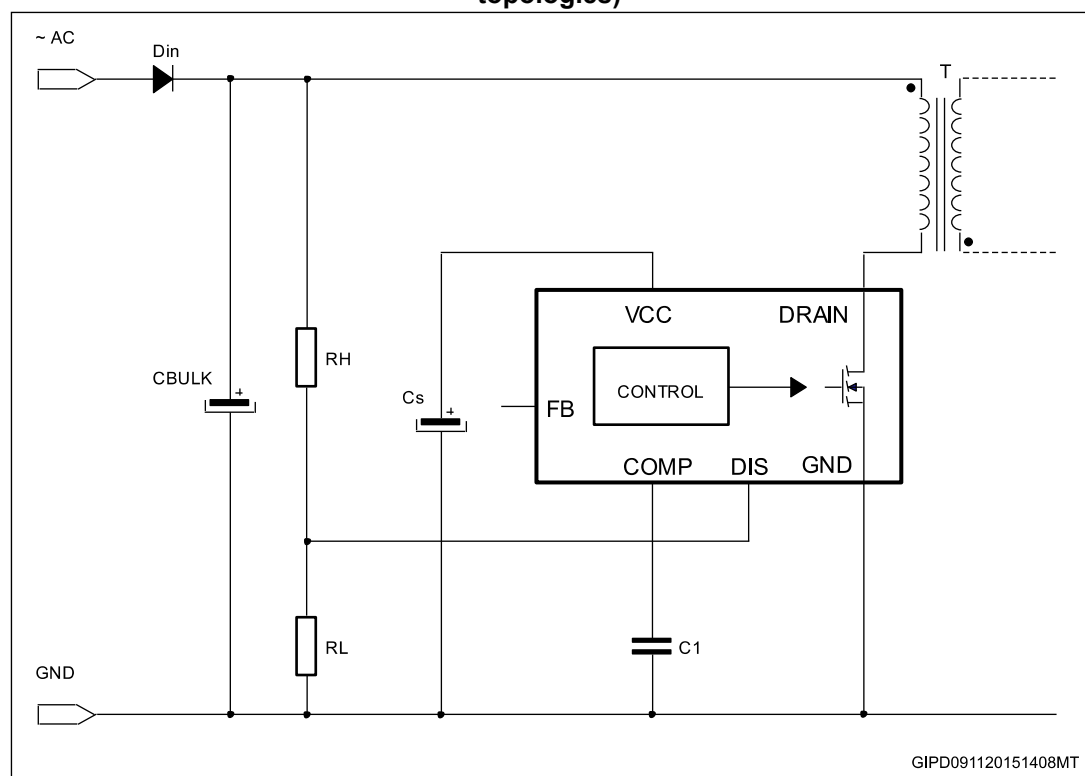 topologies)
~ AC
Din
T
VCC DRAIN
RH
CBULK
+
Cs
+
CONTROL
FB
COMP DIS GND
RL
C1
GND
GIPD091120151408MT